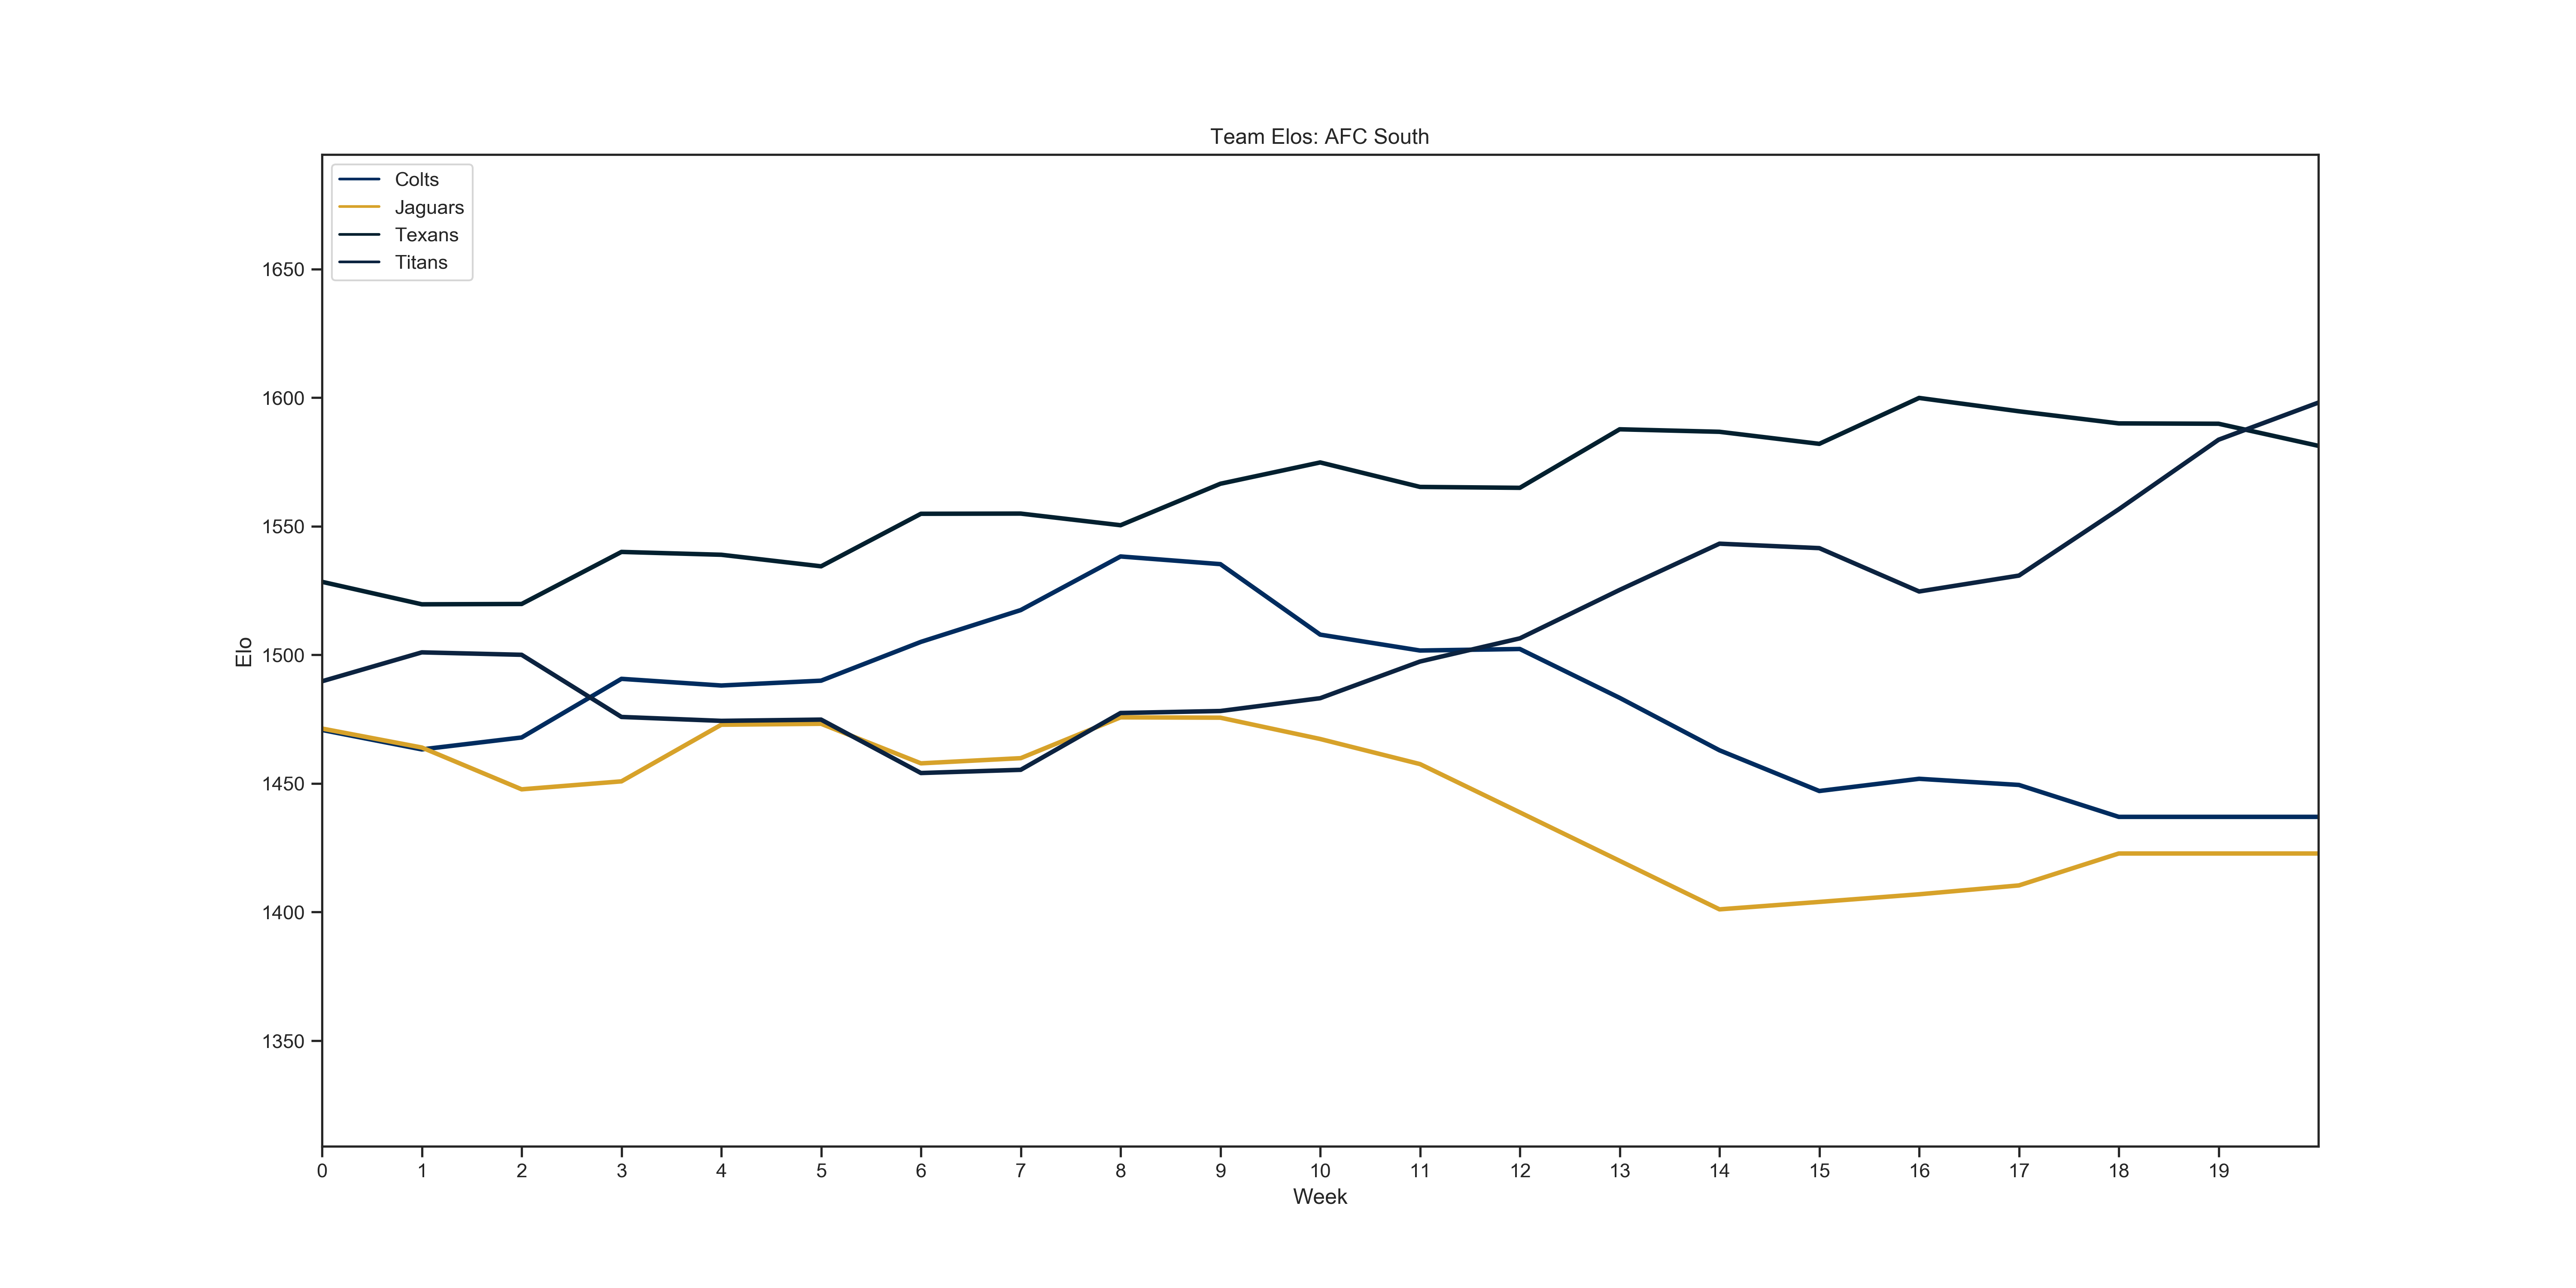 Team Elos: AFC South
Colts
Jaguars
Texans
Titans
1650
1600
1550
1500
1450
1400
1350
Elo
0 1 2 3 4 5 6 7 8 9 10 11 12 13 14 15 16 17 18 19
Week